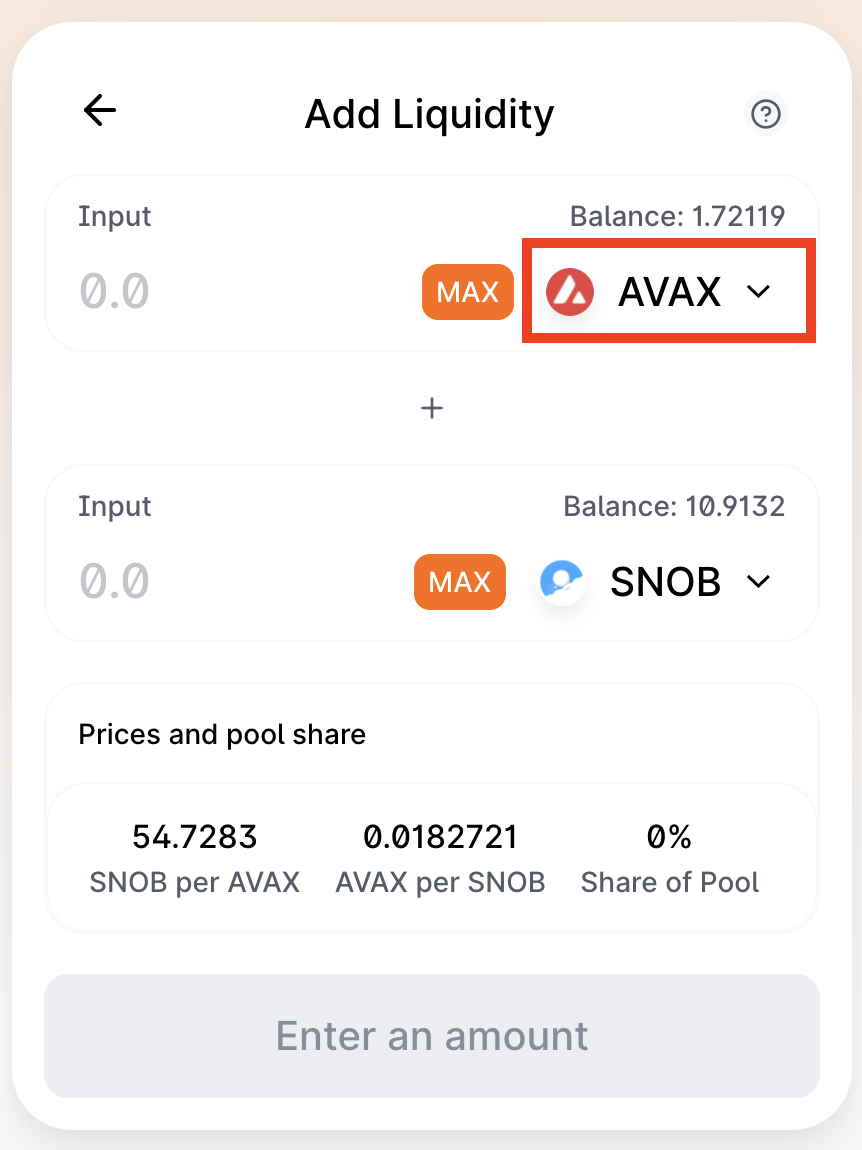 Add Liquidity
Input Balance: 1.72119
0.0 MAX AVAX
+
Input Balance: 10.9132
0.0 MAX SNOB
Prices and pool share
54.7283 0.0182721 0%
SNOB per AVAX AVAX per SNOB Share of Pool
Enter an amount